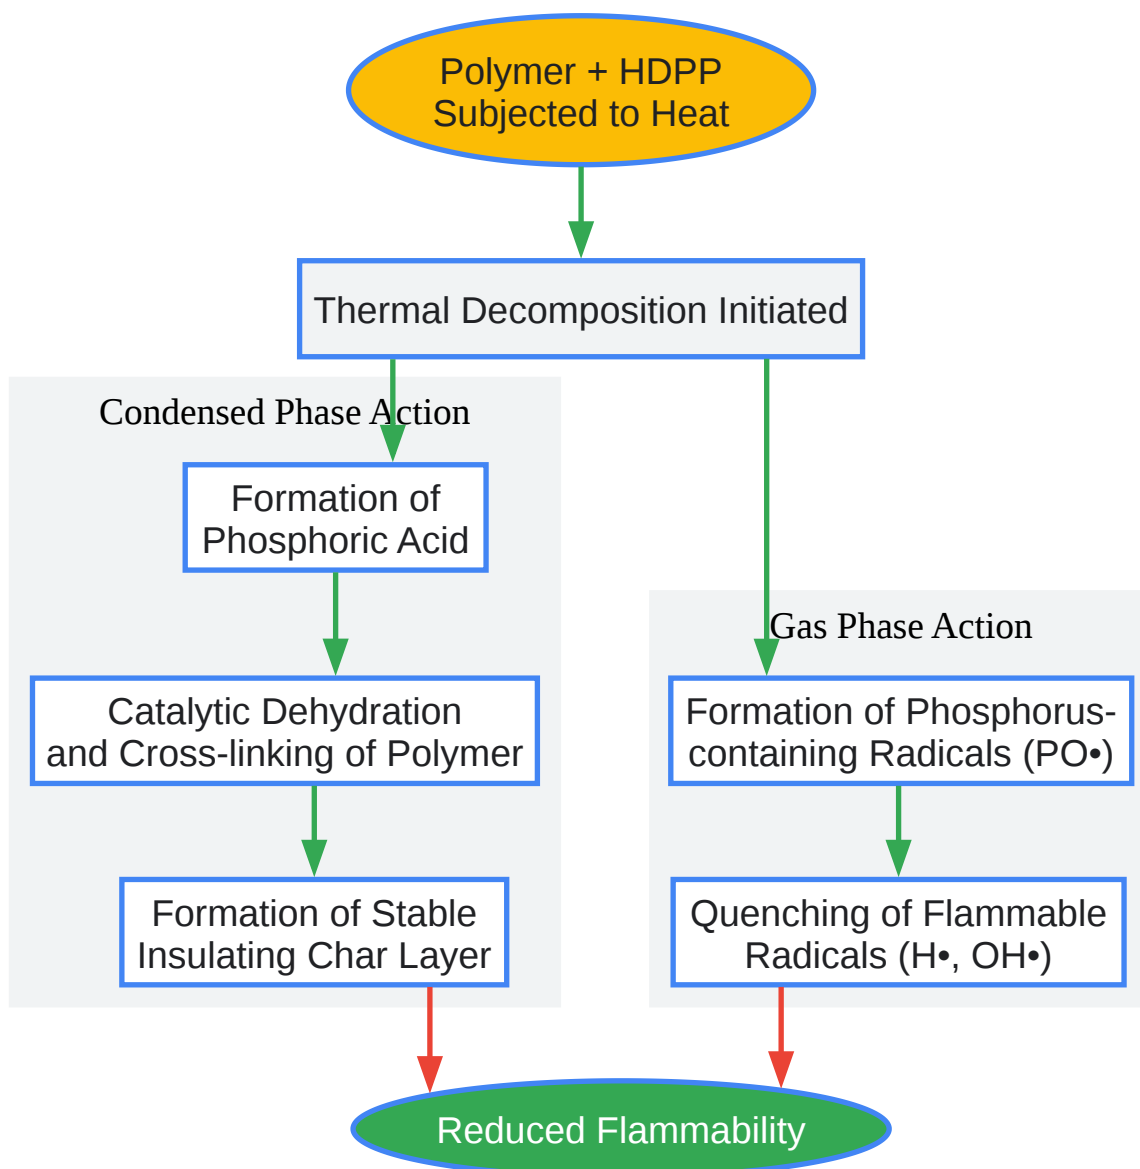 Polymer + HDPP
Subjected to Heat
Thermal Decomposition Initiated
Condensed Phase Action
Formation of
Phosphoric Acid
Catalytic Dehydration
and Cross-linking of Polymer
Formation of Stable
Insulating Char Layer
Gas Phase Action
Formation of Phosphorus-
containing Radicals (PO•)
Quenching of Flammable
Radicals (H•, OH•)
Reduced Flammability